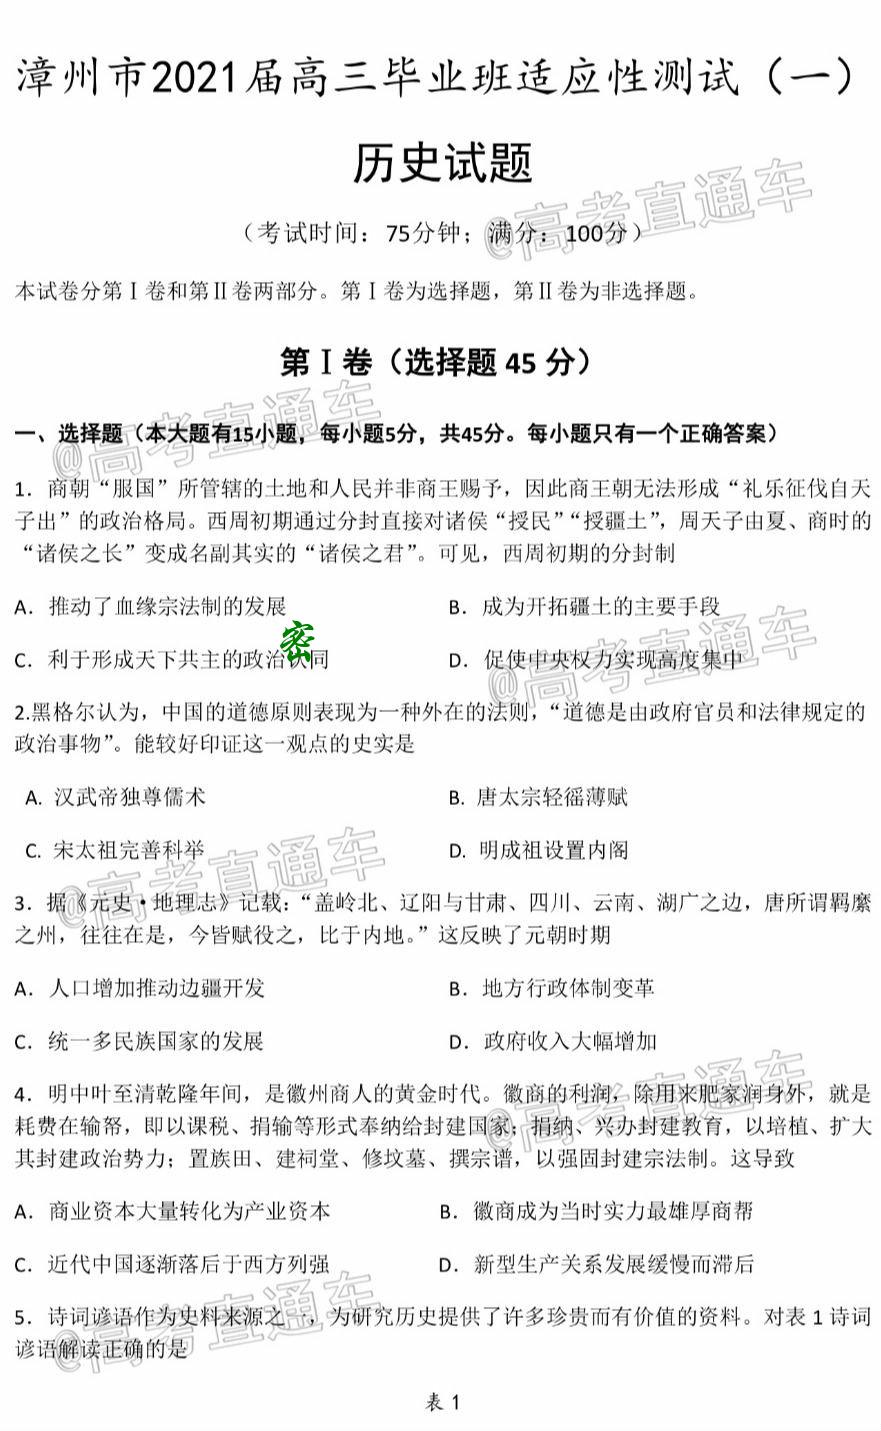 漳州市2021届高三毕业班适应性测试（一）
历史试题
（考试时间：75分钟；满分：100分）
@高考直通车
本试卷分第Ⅰ卷和第Ⅱ卷两部分。第Ⅰ卷为选择题，第Ⅱ卷为非选择题。
第Ⅰ卷（选择题 45 分）
@高考直通车
一、选择题（本大题有15小题，每小题5分，共45分。每小题只有一个正确答案）
1．商朝“服国”所管辖的土地和人民并非商王赐予，因此商王朝无法形成“礼乐征伐自天
子出”的政治格局。西周初期通过分封直接对诸侯“授民”“授疆土”，周天子由夏、商时的
“诸侯之长”变成名副其实的“诸侯之君”。可见，西周初期的分封制
A．推动了血缘宗法制的发展 B．成为开拓疆土的主要手段
密
C．利于形成天下共主的政治认同 D．促使中央权力实现高度集中
@高考直通车
2.黑格尔认为，中国的道德原则表现为一种外在的法则，“道德是由政府官员和法律规定的
政治事物”。能较好印证这一观点的史实是
A. 汉武帝独尊儒术 B. 唐太宗轻徭薄赋
C. 宋太祖完善科举 D. 明成祖设置内阁
@高考直通车
3．据《元史·地理志》记载：“盖岭北、辽阳与甘肃、四川、云南、湖广之边，唐所谓羁縻
之州，往往在是，今皆赋役之，比于内地。”这反映了元朝时期
A．人口增加推动边疆开发 B．地方行政体制变革
C．统一多民族国家的发展 D．政府收入大幅增加
@高考直通车
4．明中叶至清乾隆年间，是徽州商人的黄金时代。徽商的利润，除用来肥家润身外，就是
耗费在输帑，即以课税、捐输等形式奉纳给封建国家；捐纳、兴办封建教育，以培植、扩大
其封建政治势力；置族田、建祠堂、修坟墓、撰宗谱，以强固封建宗法制。这导致
A．商业资本大量转化为产业资本 B．徽商成为当时实力最雄厚商帮
C．近代中国逐渐落后于西方列强 D．新型生产关系发展缓慢而滞后
@高考直通车
5．诗词谚语作为史料来源之一，为研究历史提供了许多珍贵而有价值的资料。对表 1 诗词
谚语解读正确的是
表 1